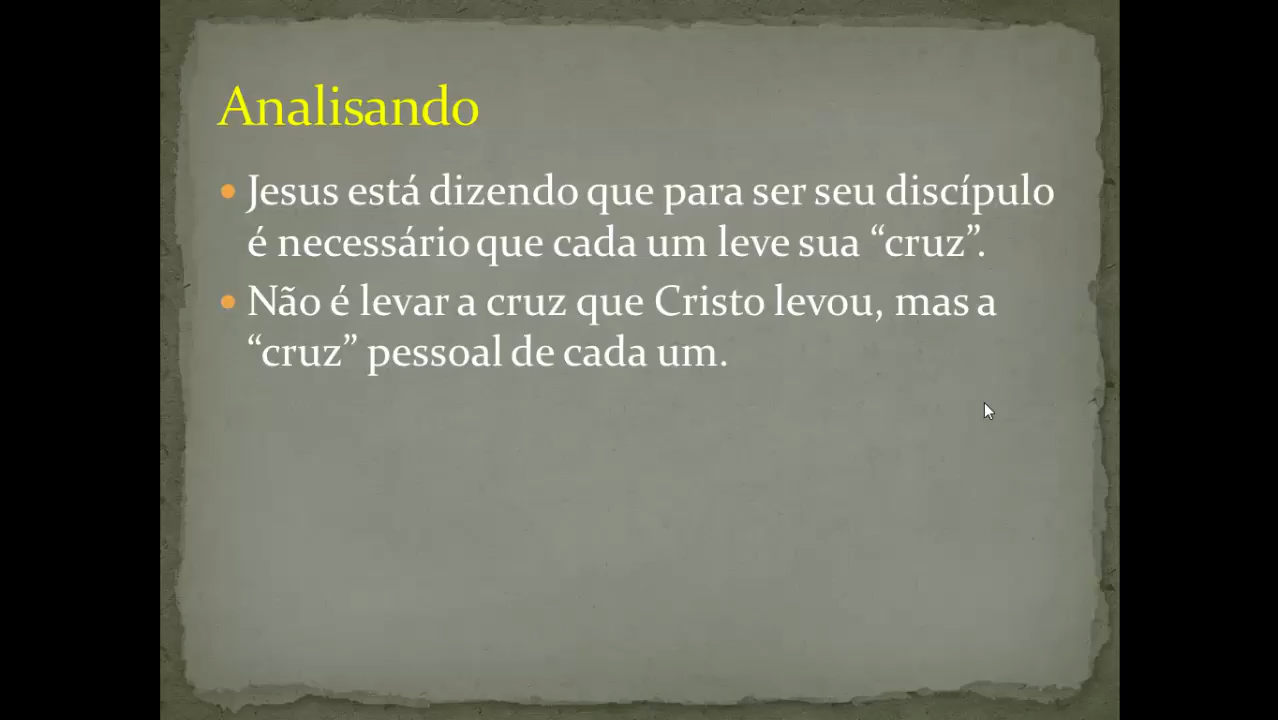 Analisando
• Jesus está dizendo que para ser seu discípulo
é necessário que cada um leve sua “cruz”.
• Não é levar a cruz que Cristo levou, mas a
“cruz” pessoal de cada um.